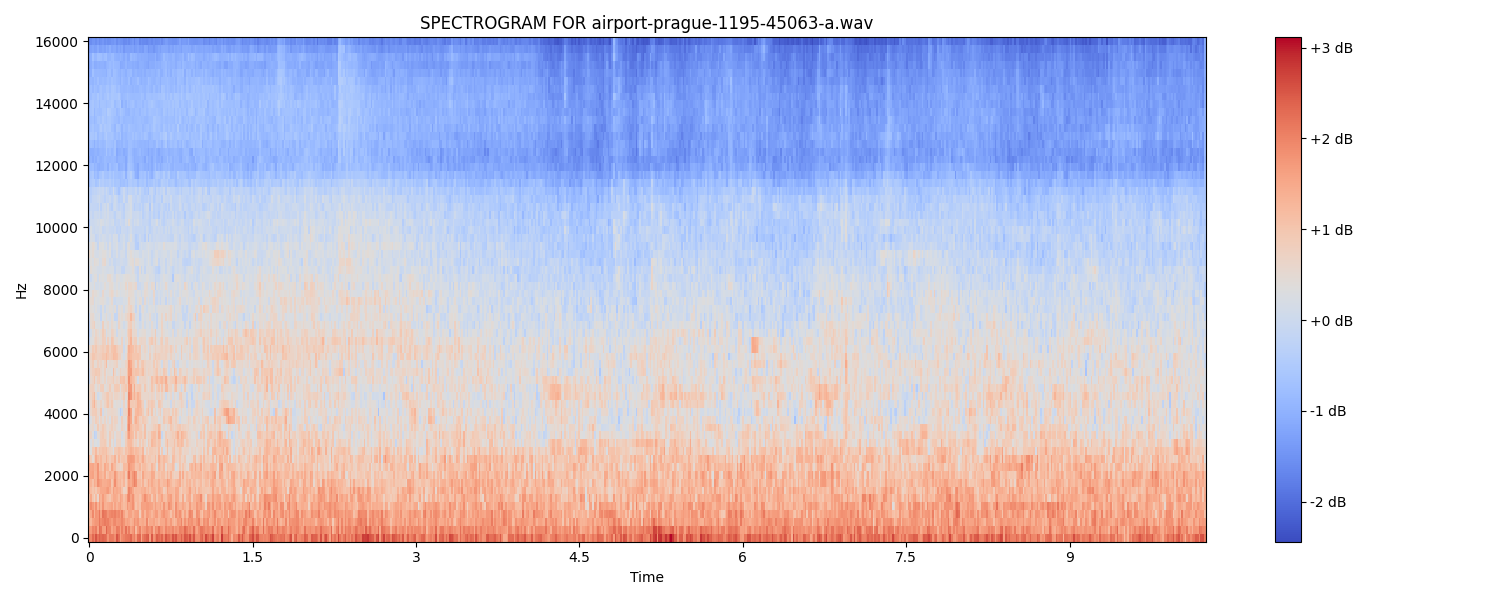 SPECTROGRAM FOR airport-prague-1195-45063-a.wav
16000
14000
12000
10000
8000
6000
4000
2000
0
Hz
0 1.5 3 4.5 6 7.5 9
Time
+3 dB
+2 dB
+1 dB
+0 dB
-1 dB
-2 dB